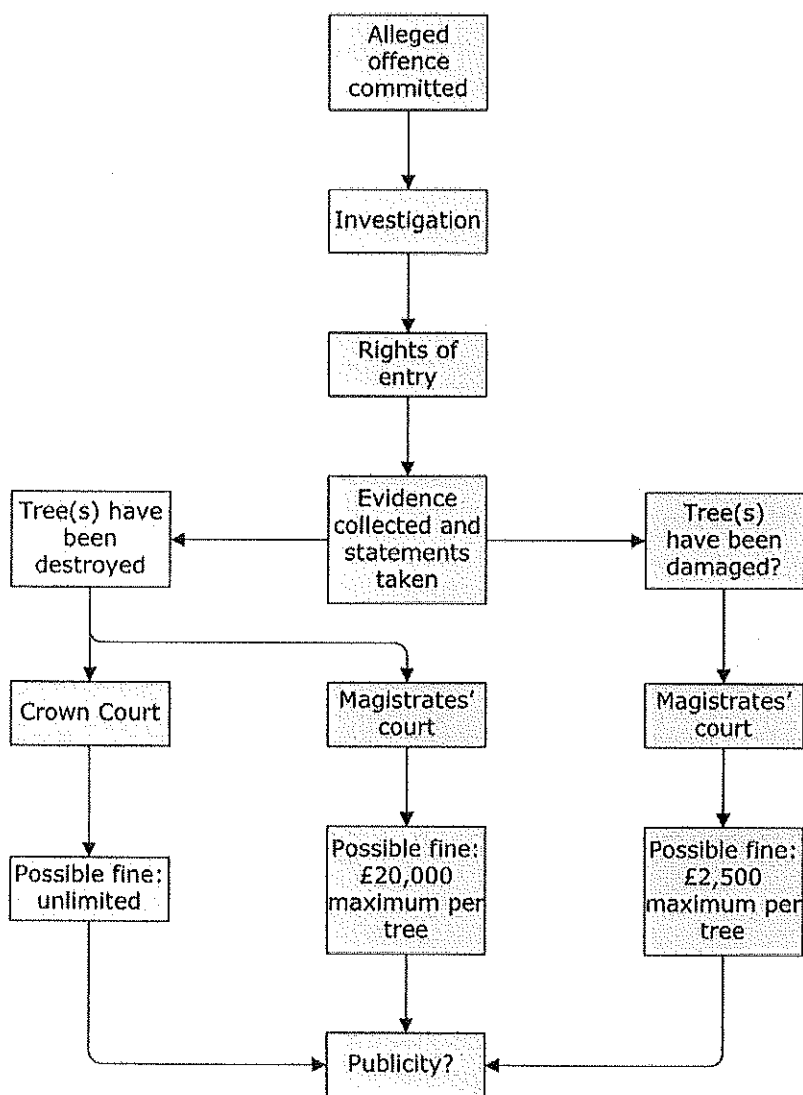 Alleged
offence
committed
Investigation
Rights of
entry
Tree(s) have
been
destroyed
Evidence
collected and
statements
taken
Tree(s)
have been
damaged?
Crown Court
Magistrates'
court
Magistrates'
court
Possible fine:
unlimited
Possible fine:
£20,000
maximum per
tree
Possible fine:
£2,500
maximum per
tree
Publicity?